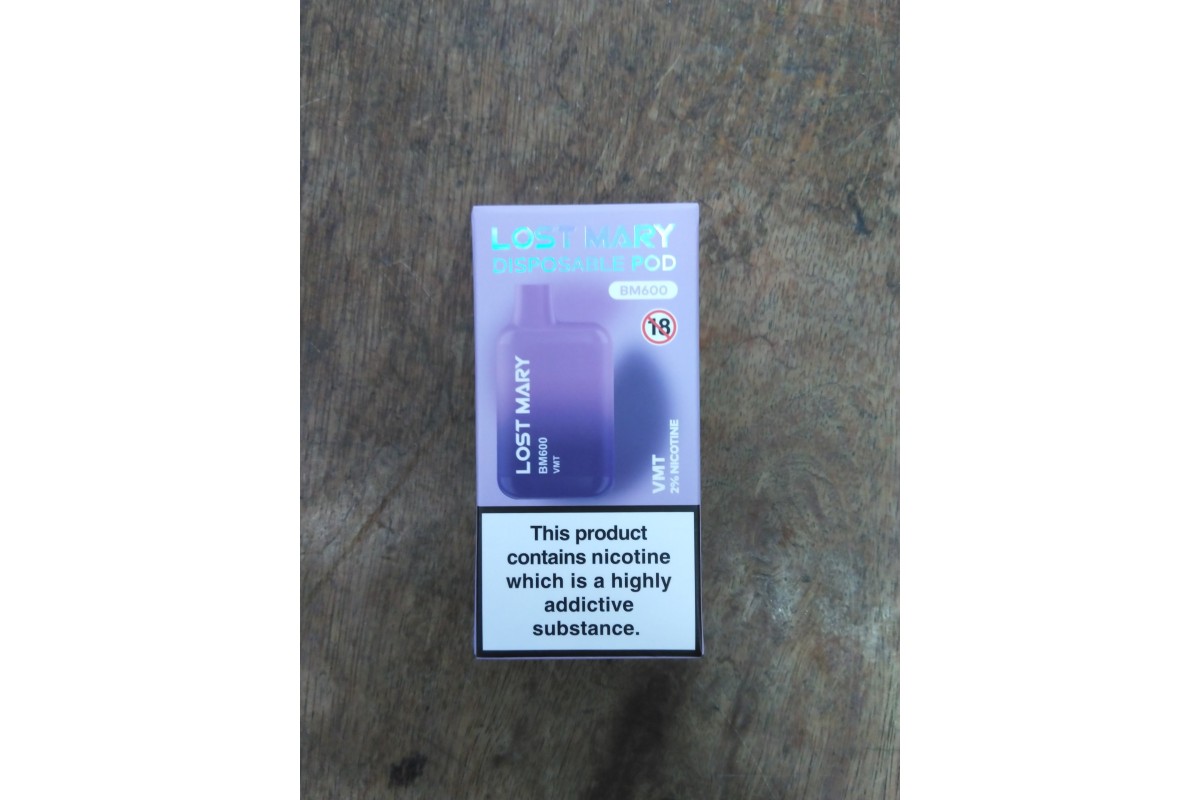 LOST MARY
DISPOSABLE POD
BM600
18
LOST MARY
BM600
VMT
VMT
2% NICOTINE
This product
contains nicotine
which is a highly
addictive
substance.